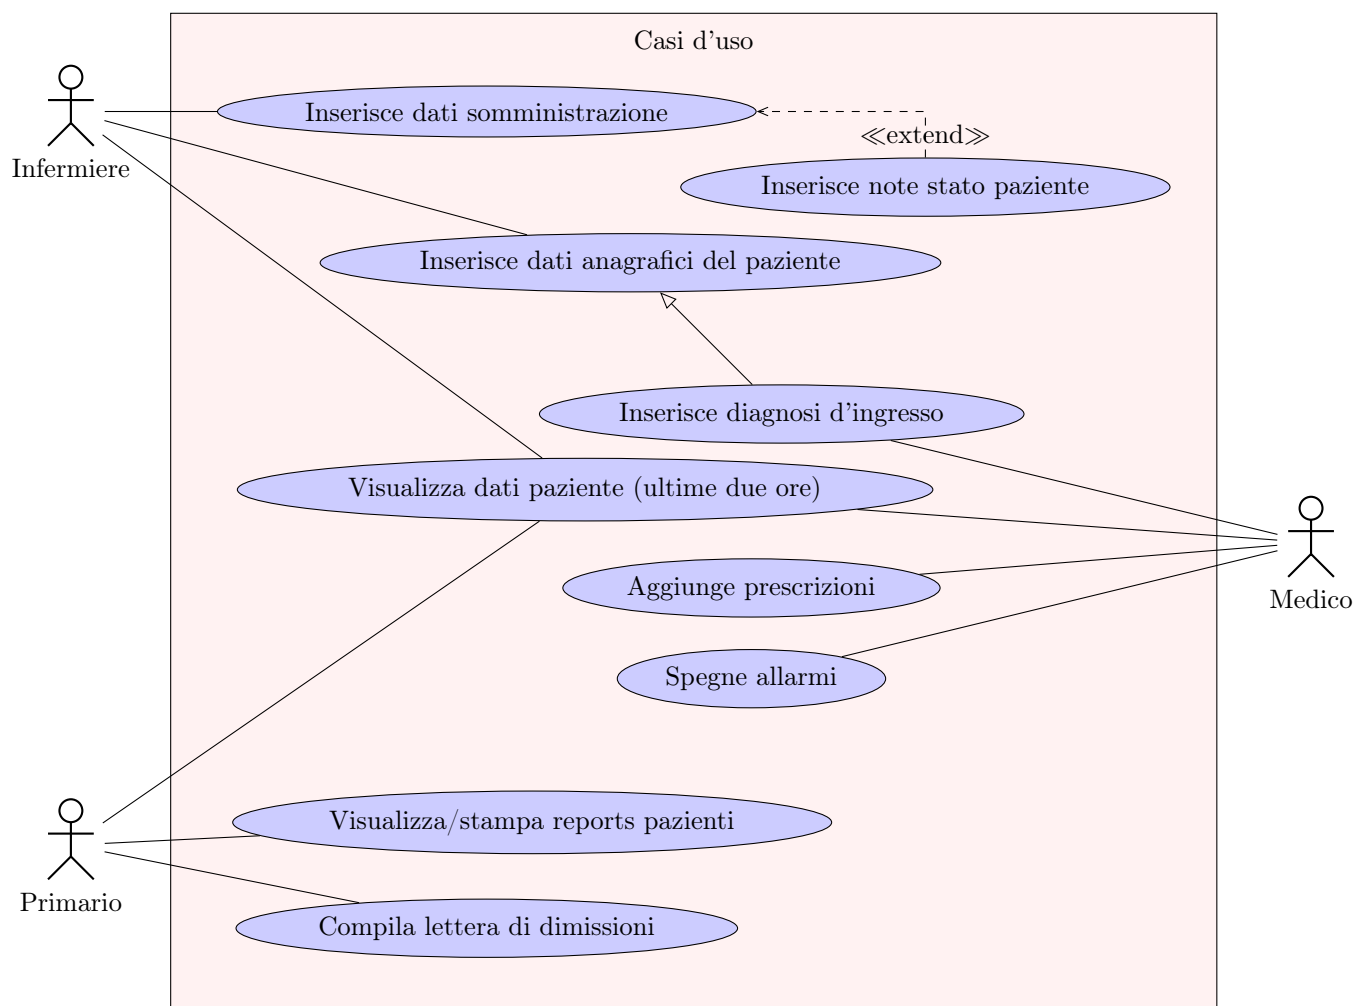 Casi d'uso
Inserisce dati somministrazione
≪extend≫
Infermiere
Inserisce note stato paziente
Inserisce dati anagrafici del paziente
Inserisce diagnosi d'ingresso
Visualizza dati paziente (ultime due ore)
Aggiunge prescrizioni
Medico
Spegne allarmi
Visualizza/stampa reports pazienti
Primario
Compila lettera di dimissioni